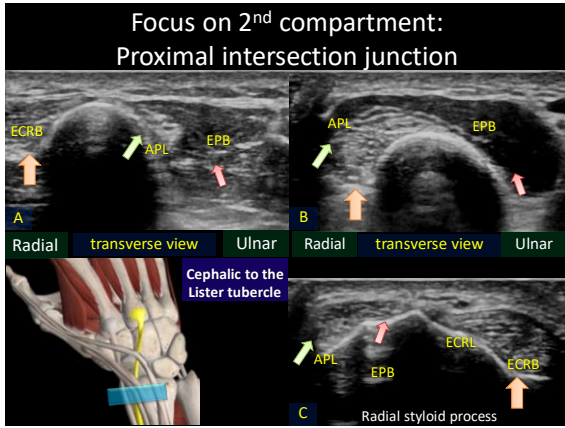 Focus on 2nd compartment:
Proximal intersection junction
ECRB
APL
EPB
A
Radial transverse view Ulnar
APL
EPB
B
Radial transverse view Ulnar
Cephalic to the
Lister tubercle
APL
EPB
ECRL
ECRB
C
Radial styloid process